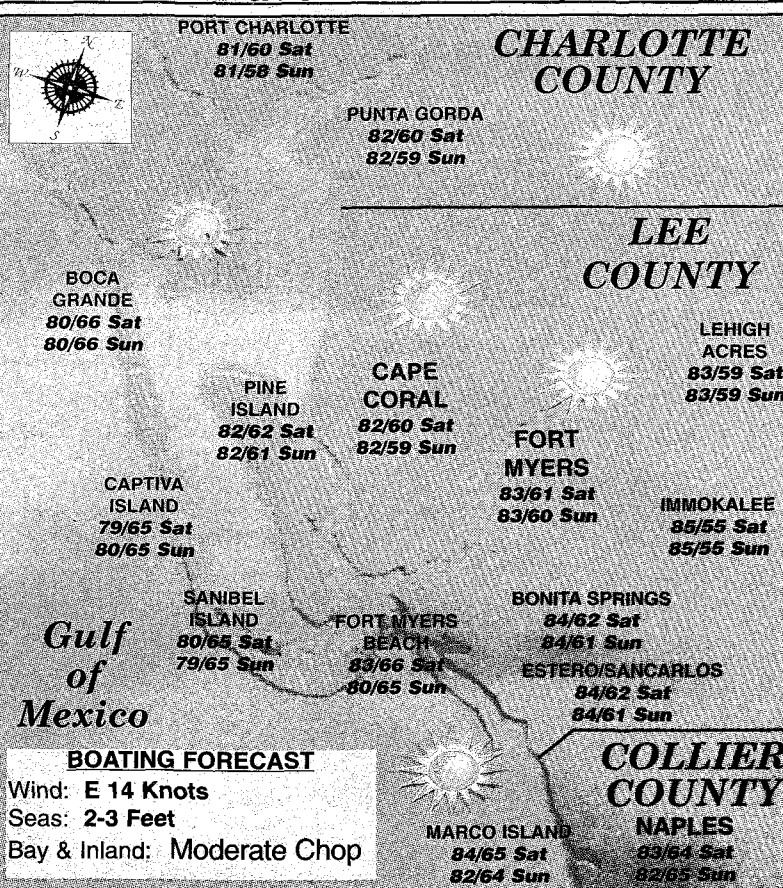 N
W
E
S
PORT CHARLOTTE
81/60 Sat
81/58 Sun
CHARLOTTE
COUNTY
PUNTA GORDA
82/60 Sat
82/59 Sun
LEE
COUNTY
BOCA
GRANDE
80/66 Sat
80/66 Sun
LEHIGH
ACRES
83/59 Sat
83/59 Sun
CAPE
CORAL
82/60 Sat
82/59 Sun
PINE
ISLAND
82/62 Sat
82/61 Sun
FORT
MYERS
83/61 Sat
83/60 Sun
CAPTIVA
ISLAND
79/65 Sat
80/65 Sun
IMMOKALEE
85/55 Sat
85/55 Sun
SANIBEL
ISLAND
80/65 Sat
79/65 Sun
FORT MYERS
BEACH
83/66 Sat
80/65 Sun
BONITA SPRINGS
84/62 Sat
84/61 Sun
ESTERO/SANCARLOS
84/62 Sat
84/61 Sun
Gulf
of
Mexico
BOATING FORECAST
Wind: E 14 Knots
Seas: 2-3 Feet
Bay & Inland: Moderate Chop
COLLIER
COUNTY
NAPLES
83/64 Sat
82/65 Sun
MARCO ISLAND
84/65 Sat
82/64 Sun